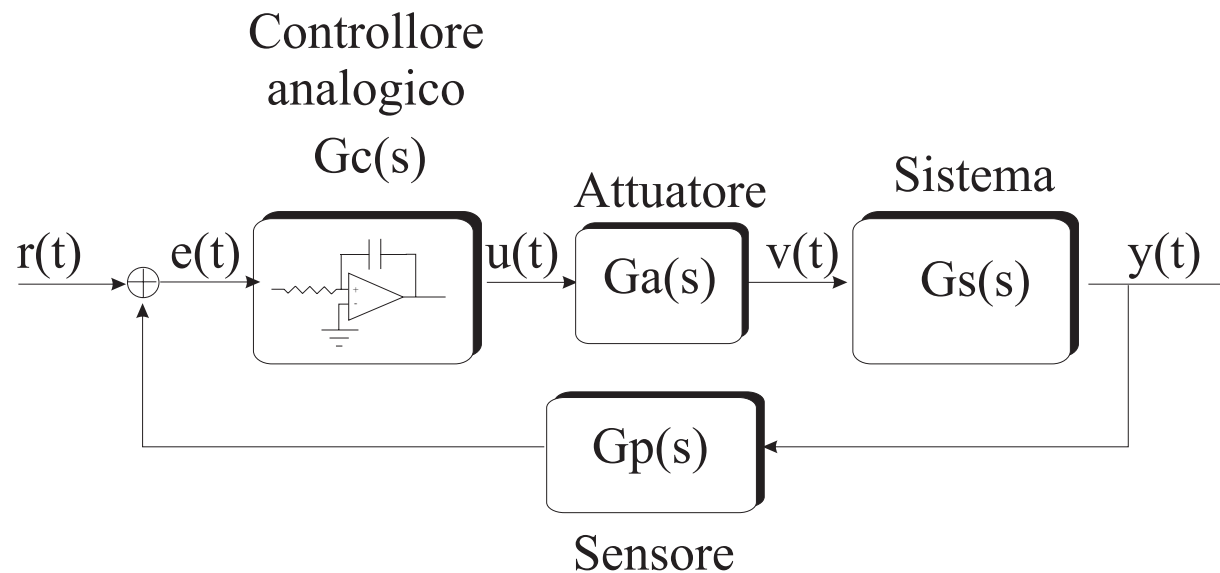 Controllore
analogico
Gc(s)
Attuatore
Sistema
r(t)
e(t)
u(t)
Ga(s)
v(t)
Gs(s)
y(t)
+
-
Gp(s)
Sensore